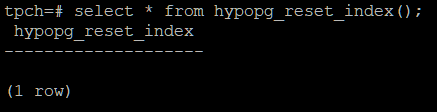 tpch=# select * from hypopg_reset_index();
 hypopg_reset_index
--------------------

(1 row)